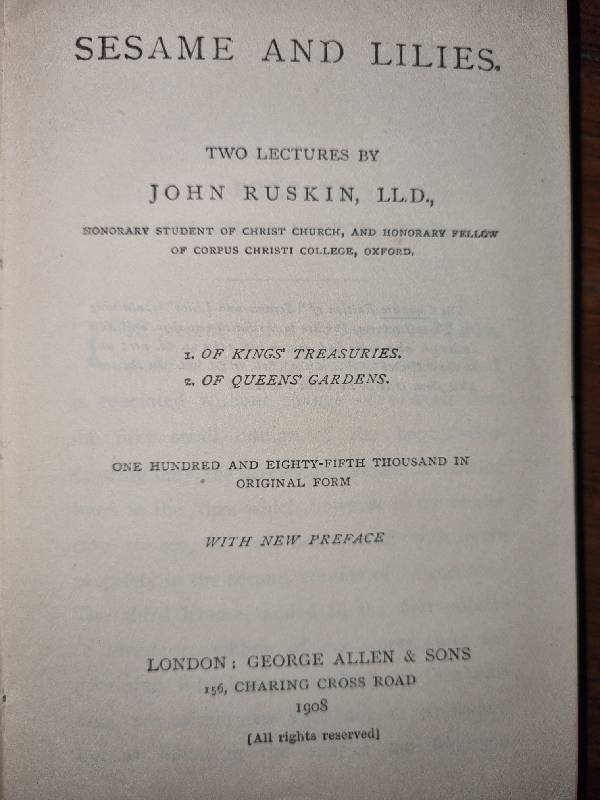 SESAME AND LILIES.
TWO LECTURES BY
JOHN RUSKIN, LL.D.,
HONORARY STUDENT OF CHRIST CHURCH, AND HONORARY FELLOW
OF CORPUS CHRISTI COLLEGE, OXFORD.
1. OF KINGS' TREASURIES.
2. OF QUEENS' GARDENS.
ONE HUNDRED AND EIGHTY-FIFTH THOUSAND IN
ORIGINAL FORM
WITH NEW PREFACE
LONDON: GEORGE ALLEN & SONS
156, CHARING CROSS ROAD
1908
[All rights reserved]